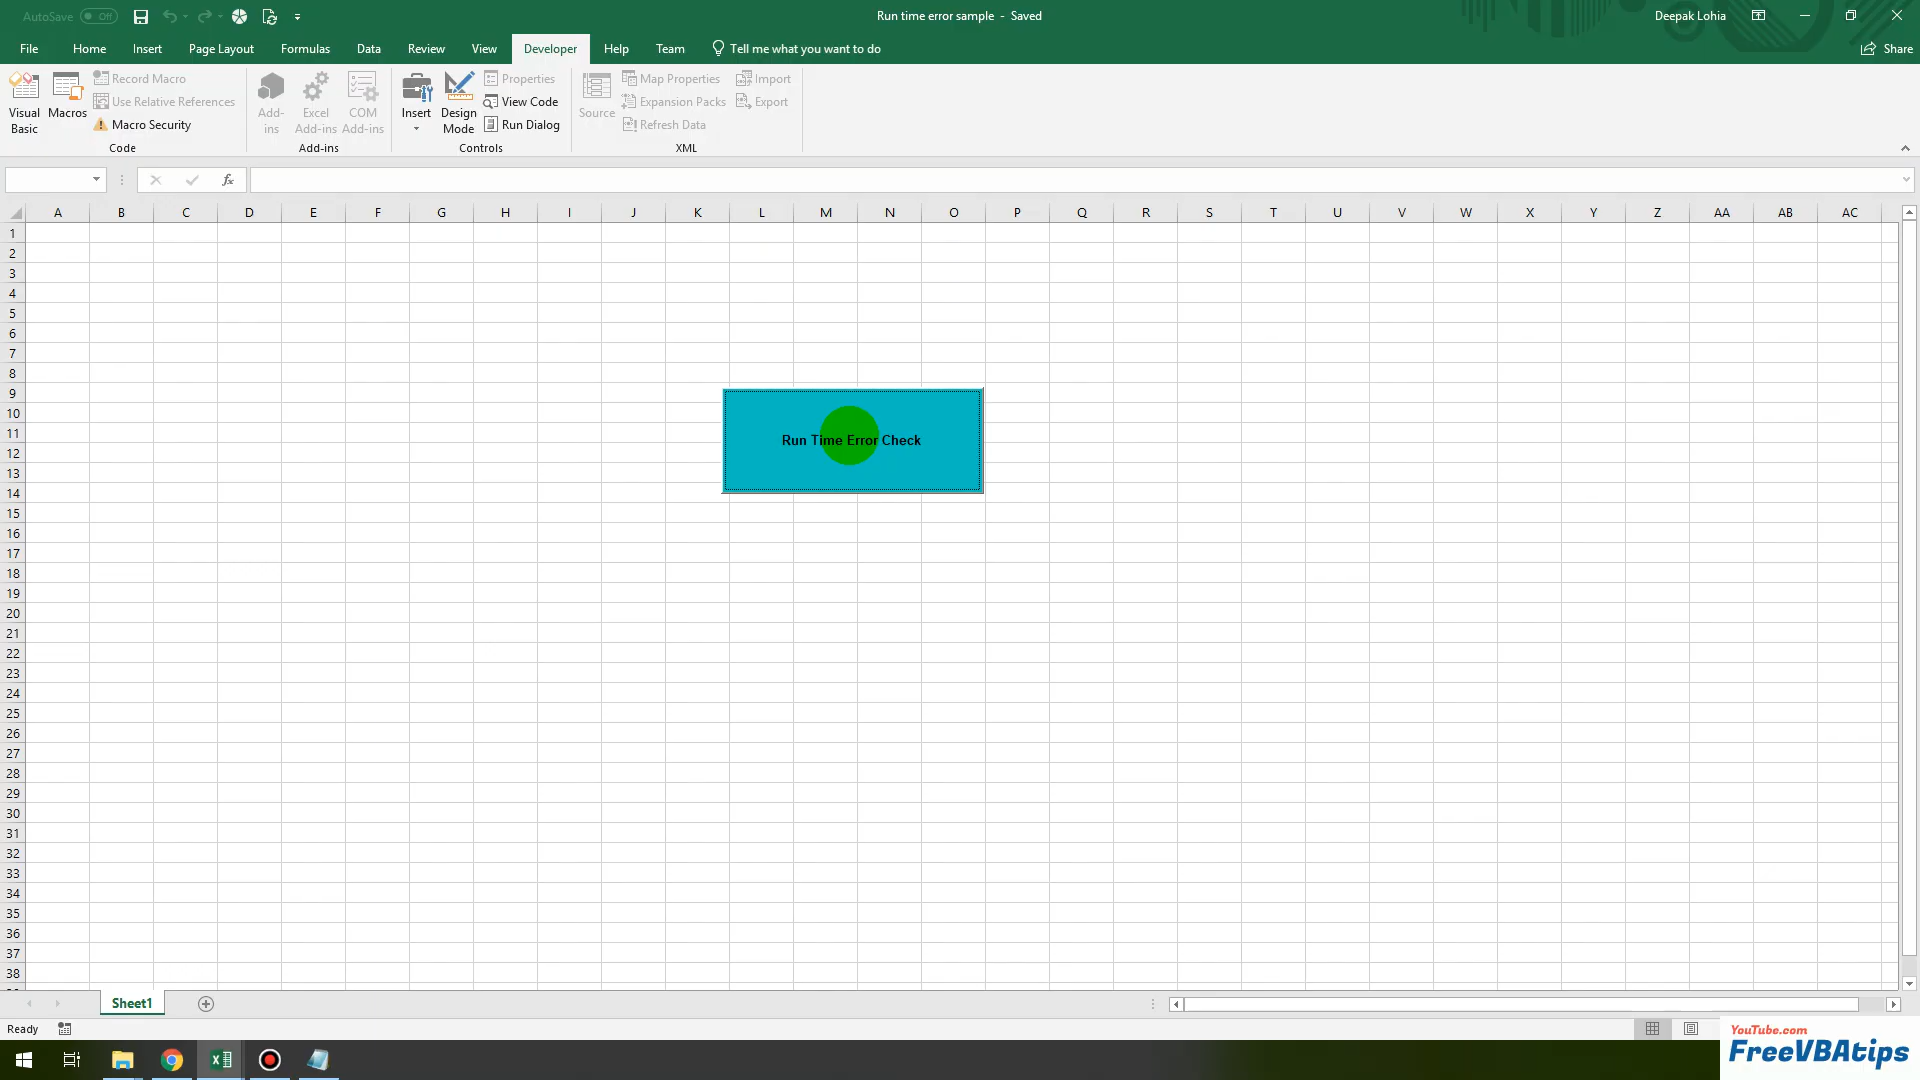 AutoSave Off
Run time error sample - Saved
Deepak Lohia
File Home Insert Page Layout Formulas Data Review View Developer Help Team Tell me what you want to do
Share
Visual Basic
Macros
Record Macro
Use Relative References
Macro Security
Code
Add-ins
Excel Add-ins
COM Add-ins
Add-ins
Insert
Design Mode
Properties
View Code
Run Dialog
Controls
Source
Map Properties
Expansion Packs
Refresh Data
Import
Export
XML
fx
A B C D E F G H I J K L M N O P Q R S T U V W X Y Z AA AB AC
1
2
3
4
5
6
7
8
9
10
11
12
13
14
15
16
17
18
19
20
21
22
23
24
25
26
27
28
29
30
31
32
33
34
35
36
37
38
Run Time Error Check
Sheet1
Ready
YouTube.com
FreeVBAtips